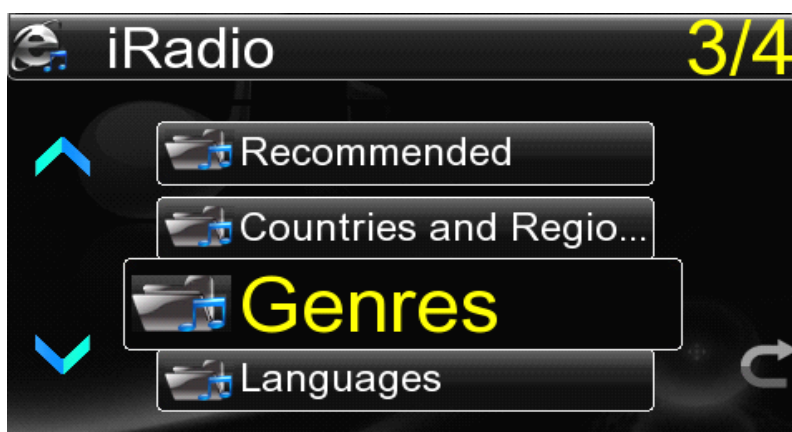 iRadio 3/4
Recommended
Countries and Regio...
Genres
Languages